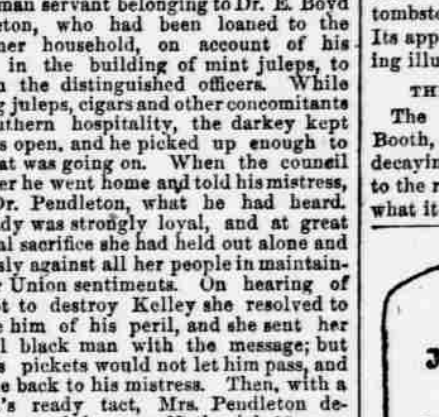 man servant belonging to Dr. E. Boyd
eton, who had been loaned to the
ner household, on account of his
in the building of mint juleps, to
the distinguished officers. While
g juleps, cigars and other concomitants
uthern hospitality, the darkey kept
s open, and he picked up enough to
at was going on. When the council
er he went home and told his mistress,
Dr. Pendleton, what he had heard.
dy was strongly loyal, and at great
al sacrifice she had held out alone and
sly against all her people in maintain-
Union sentiments. On hearing of
ot to destroy Kelley she resolved to
e him of his peril, and she sent her
l black man with the message; but
s pickets would not let him pass, and
e back to his mistress. Then, with a
's ready tact, Mrs. Pendleton de-
tombsto
Its app
ing illu
TH
The
Booth,
decayin
to the r
what it
J